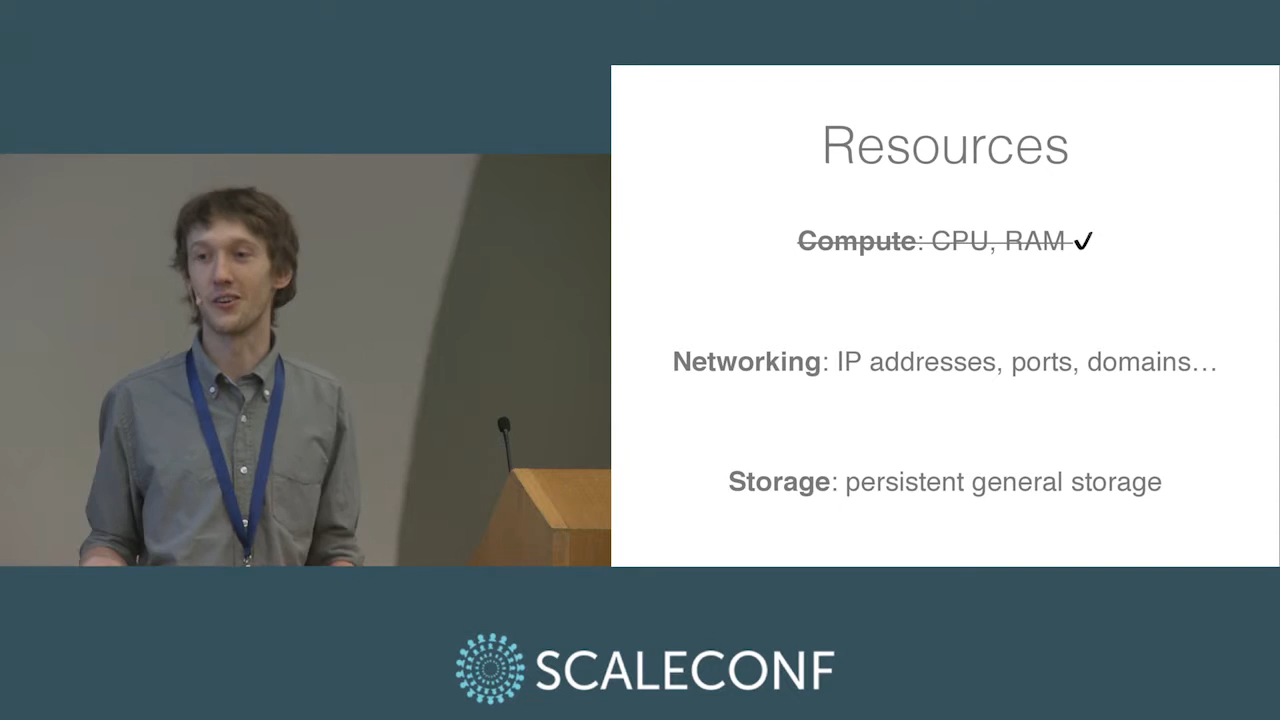 Resources
Compute: CPU, RAM ✓
Networking: IP addresses, ports, domains…
Storage: persistent general storage
SCALECONF